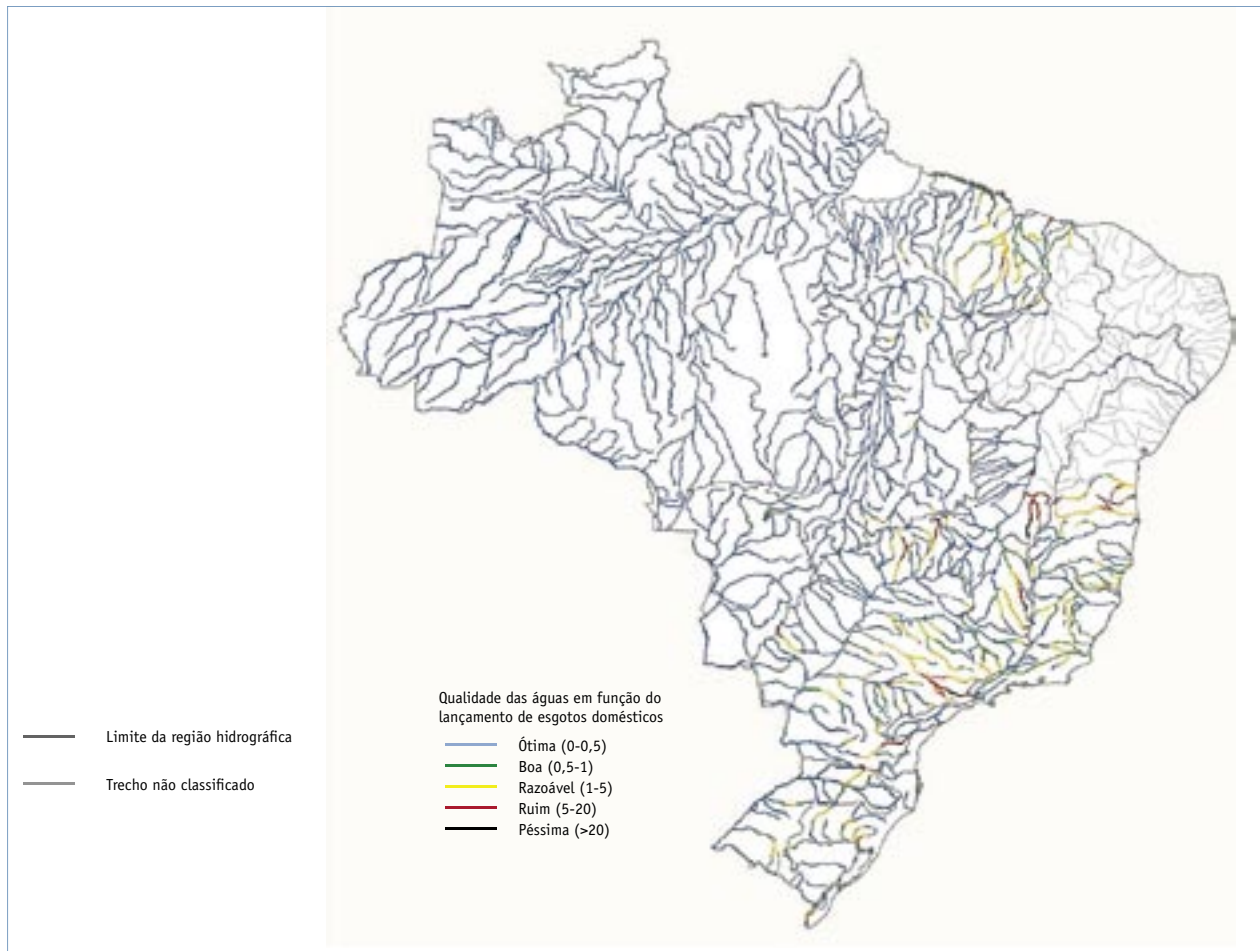 Qualidade das águas em função do
lançamento de esgotos domésticos
Ótima (0-0,5)
Boa (0,5-1)
Razoável (1-5)
Ruim (5-20)
Péssima (>20)
Limite da região hidrográfica
Trecho não classificado